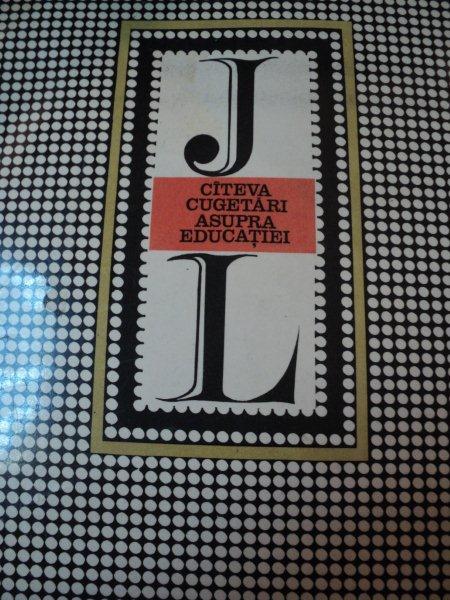 J
CÎTEVA
CUGETĂRI
ASUPRA
EDUCAȚIEI
L